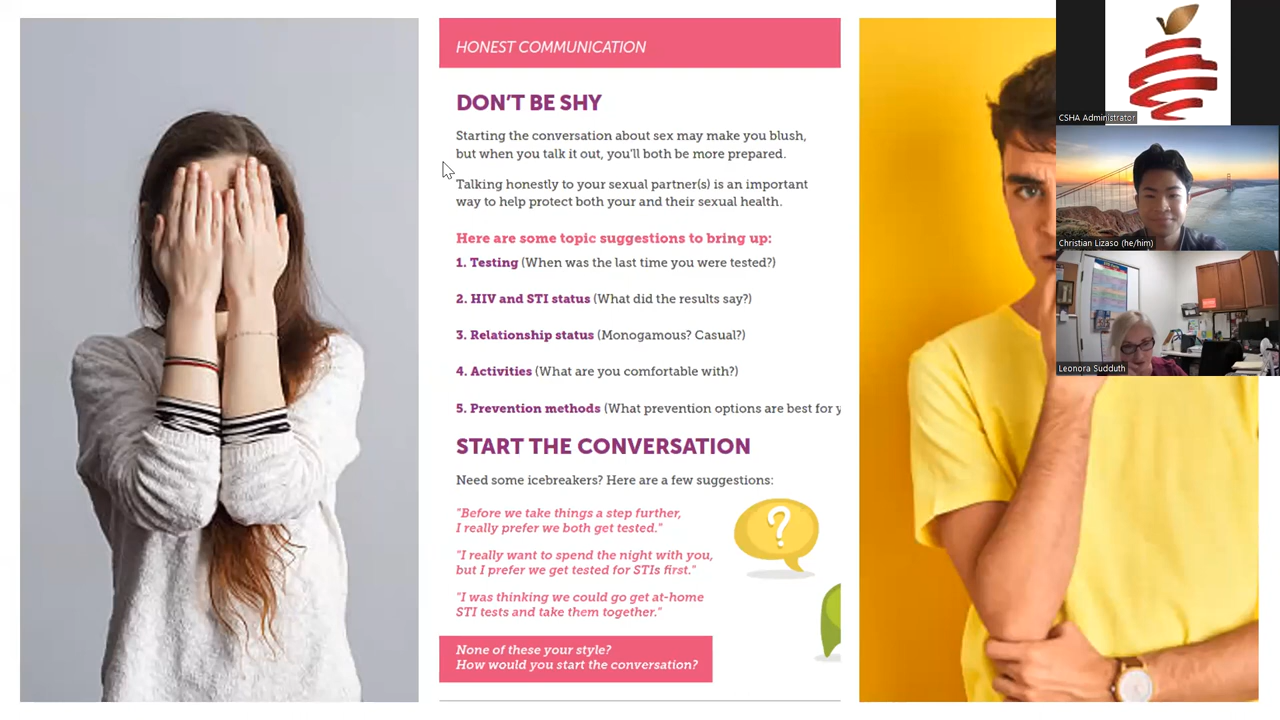 HONEST COMMUNICATION
DON'T BE SHY
Starting the conversation about sex may make you blush,
but when you talk it out, you'll both be more prepared.
Talking honestly to your sexual partner(s) is an important
way to help protect both your and their sexual health.
Here are some topic suggestions to bring up:
1. Testing (When was the last time you were tested?)
2. HIV and STI status (What did the results say?)
3. Relationship status (Monogamous? Casual?)
4. Activities (What are you comfortable with?)
5. Prevention methods (What prevention options are best for
START THE CONVERSATION
Need some icebreakers? Here are a few suggestions:
"Before we take things a step further,
I really prefer we both get tested."
"I really want to spend the night with you,
but I prefer we get tested for STIs first."
"I was thinking we could go get at-home
STI tests and take them together."
?
None of these your style?
How would you start the conversation?
CSHA Administrator
Christian Lizaso (he/him)
Leonora Sudduth